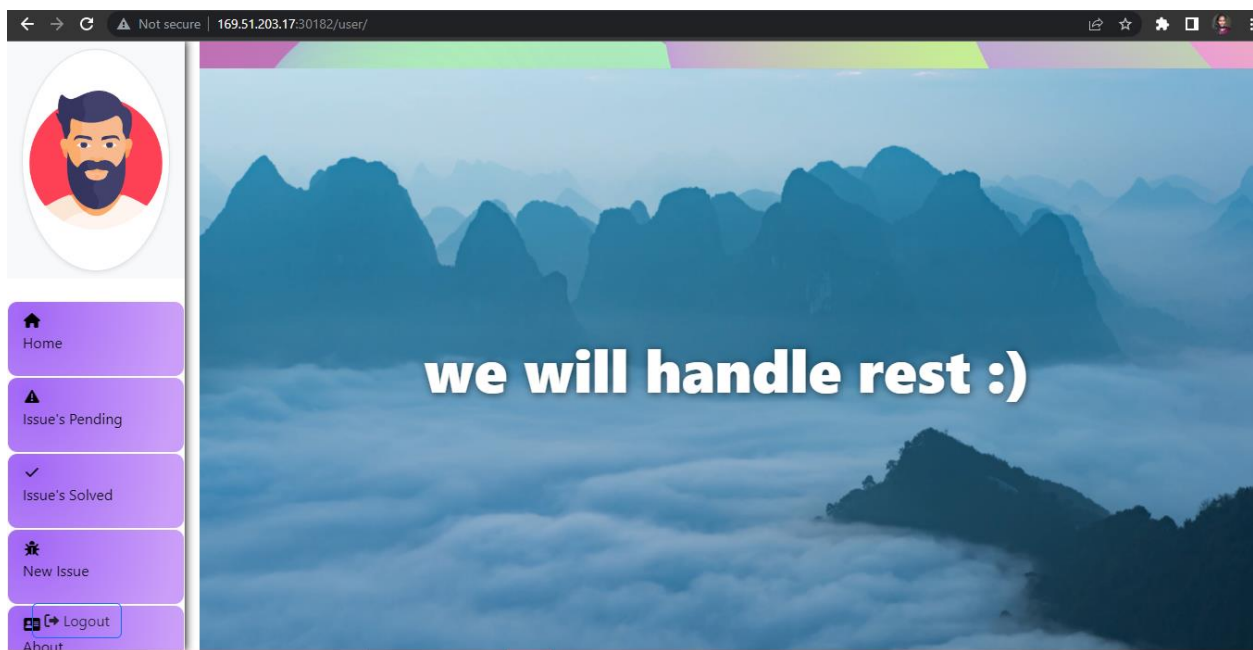 Not secure | 169.51.203.17:30182/user/
we will handle rest :)
Home
Issue's Pending
Issue's Solved
New Issue
Logout
About